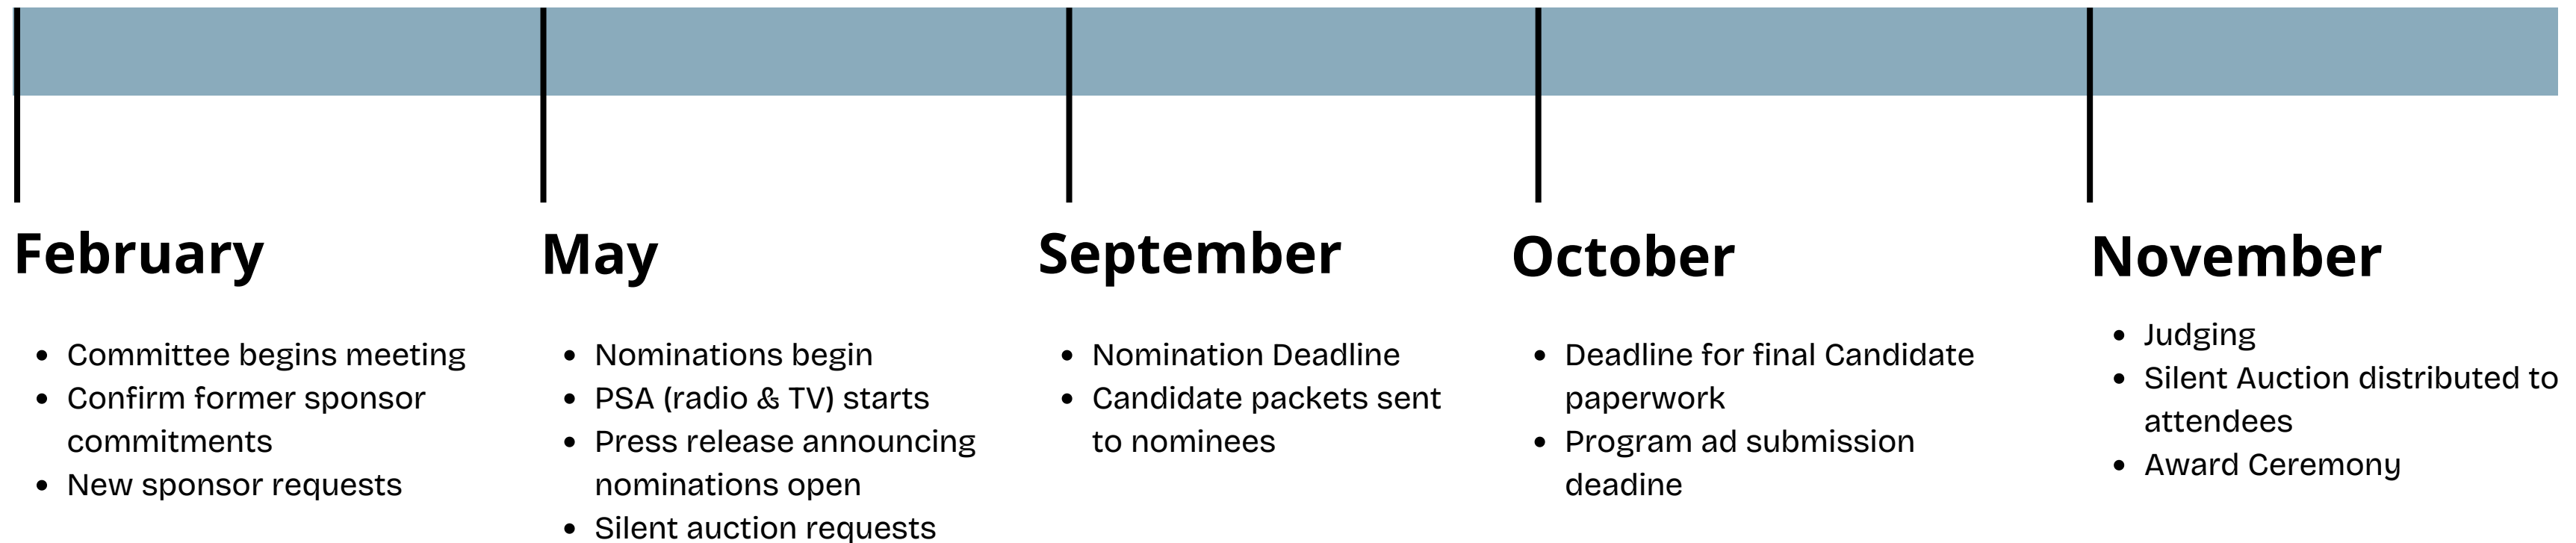 February
• Committee begins meeting
• Confirm former sponsor
commitments
• New sponsor requests
May
• Nominations begin
• PSA (radio & TV) starts
• Press release announcing
nominations open
• Silent auction requests
September
• Nomination Deadline
• Candidate packets sent
to nominees
October
• Deadline for final Candidate
paperwork
• Program ad submission
deadine
November
• Judging
• Silent Auction distributed to
attendees
• Award Ceremony